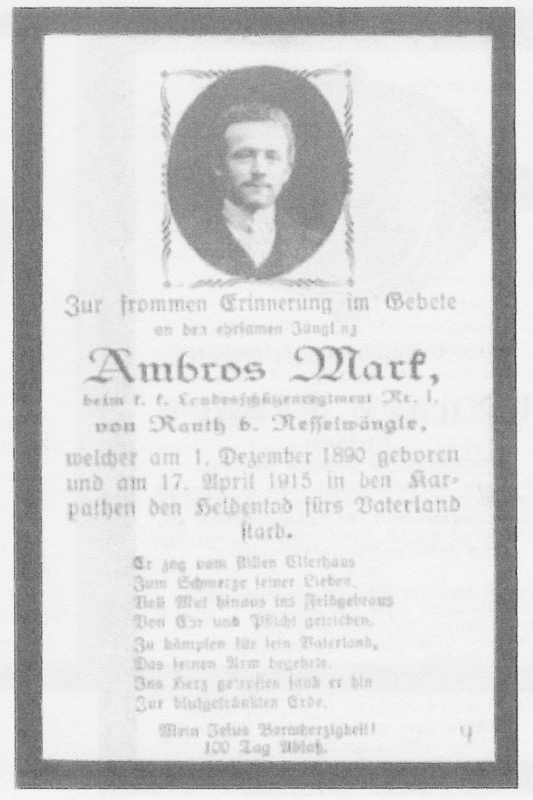 Zur frommen Erinnerung im Gebete
an den ehrsamen Jüngling
Ambros Mark,
beim k. k. Landesschützenregiment Nr. I,
von Rauth b. Nesselwängle,
welcher am 1. Dezember 1890 geboren
und am 17. April 1915 in den Kar-
pathen den Heldentod fürs Vaterland
starb.
Er zog vom stillen Elterhaus
Zum Schmerze seiner Lieben,
Voll Mut hinaus ins Feldgebraus
Von Ehr und Pflicht getrieben,
Zu kämpfen für sein Vaterland,
Das seinen Arm begehrte.
Ins Herz getroffen sank er hin
Zur blutgetränkten Erde.
Mein Jesus Barmherzigkeit!
100 Tag Ablaß.
4